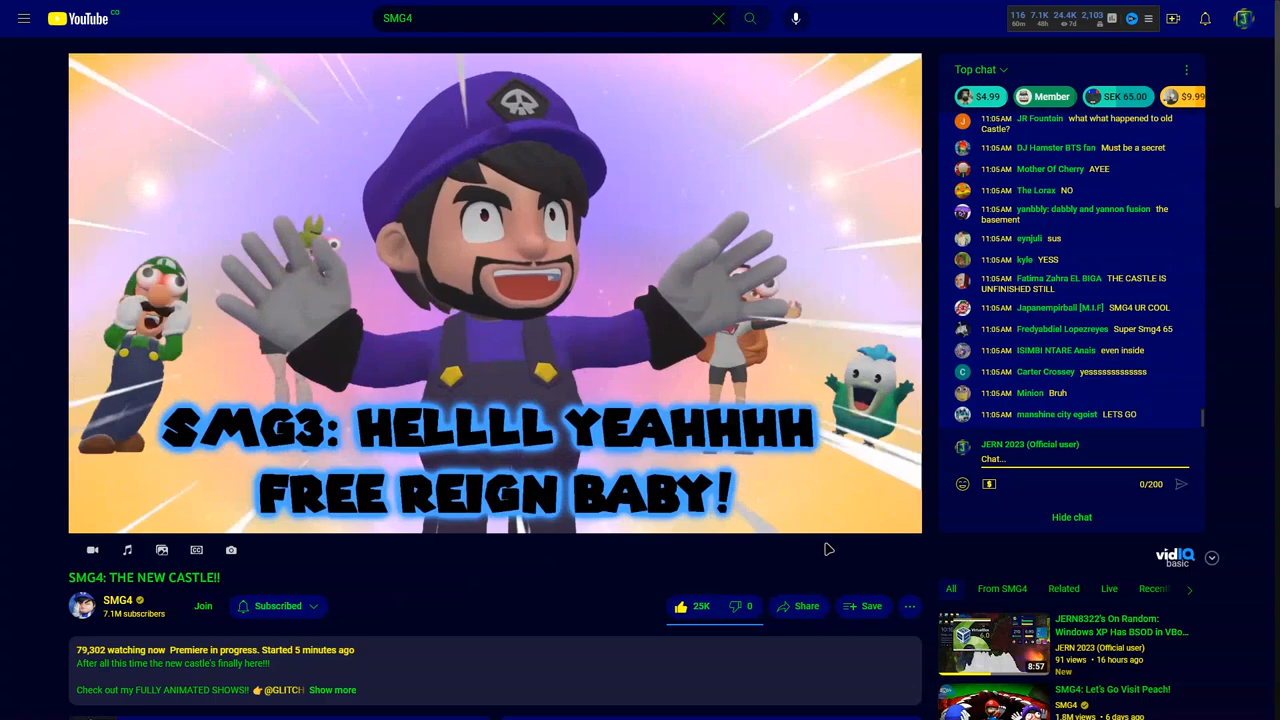 YouTube CO
SMG4
116 7.1K 24.4K 2,103
60m 48h 7d
SMG3: HELLLL YEAHHHH
FREE REIGN BABY!
Top chat
$4.99 Member SEK 65.00 $9.99
J 11:05 AM JR Fountain what what happened to old
Castle?
11:05 AM DJ Hamster BTS fan Must be a secret
11:05 AM Mother Of Cherry AYEE
11:05 AM The Lorax NO
11:05 AM yanbbly: dabbly and yannon fusion the
basement
11:05 AM eynjuli sus
11:05 AM kyle YESS
11:05 AM Fatima Zahra EL BIGA THE CASTLE IS
UNFINISHED STILL
11:05 AM Japanempirball [M.I.F] SMG4 UR COOL
11:05 AM Fredyabdial Lopezreyes Super Smg4 65
11:05 AM ISIMBI NTARE Anais even inside
C 11:05 AM Carter Crossey yesssssssssssss
11:05 AM Minion Bruh
11:05 AM manshine city egoist LETS GO
JERN 2023 (Official user)
Chat...
0/200
Hide chat
CC
SMG4: THE NEW CASTLE!!
SMG4
7.1M subscribers
Join
Subscribed
25K 0 Share Save
79,302 watching now Premiere in progress. Started 5 minutes ago
After all this time the new castle's finally here!!!
Check out my FULLY ANIMATED SHOWS!! 👉 @GLITCH Show more
vidIQ
basic
All From SMG4 Related Live Recent
JERN8322's On Random:
Windows XP Has BSOD in VBo...
JERN 2023 (Official user)
91 views • 16 hours ago
New
8:57
SMG4: Let's Go Visit Peach!
SMG4
1.8M views • 6 days ago